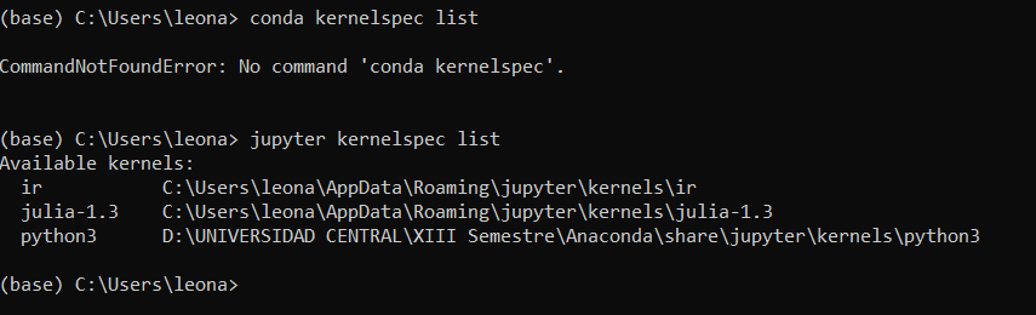 (base) C:\Users\leona> conda kernelspec list
CommandNotFoundError: No command 'conda kernelspec'.
(base) C:\Users\leona> jupyter kernelspec list
Available kernels:
  ir           C:\Users\leona\AppData\Roaming\jupyter\kernels\ir
  julia-1.3    C:\Users\leona\AppData\Roaming\jupyter\kernels\julia-1.3
  python3      D:\UNIVERSIDAD CENTRAL\XIII Semestre\Anaconda\share\jupyter\kernels\python3
(base) C:\Users\leona>